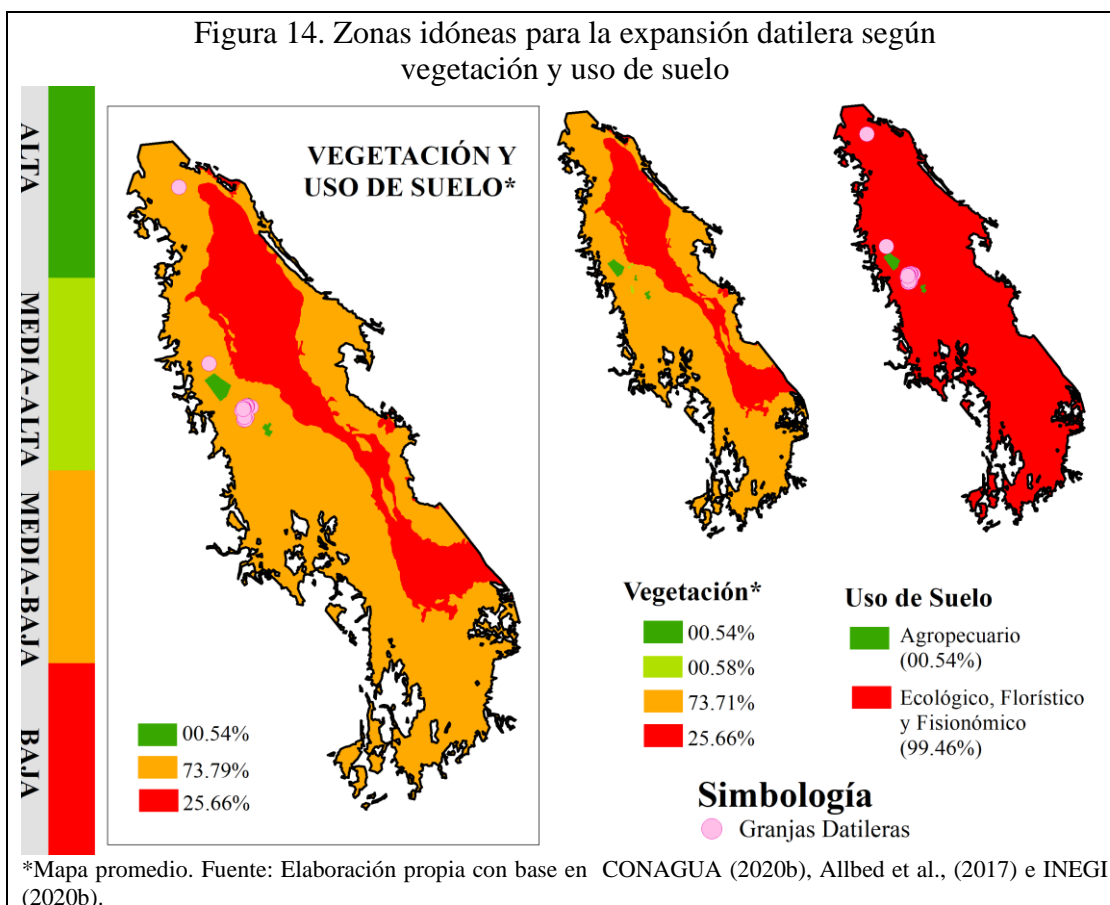 Figura 14. Zonas idóneas para la expansión datilera según
vegetación y uso de suelo
ALTA
MEDIA-ALTA
MEDIA-BAJA
BAJA
VEGETACIÓN Y
USO DE SUELO*
00.54%
73.79%
25.66%
Vegetación*
00.54%
00.58%
73.71%
25.66%
Uso de Suelo
Agropecuario
(00.54%)
Ecológico, Florístico
y Fisionómico
(99.46%)
Simbología
Granjas Datileras
*Mapa promedio. Fuente: Elaboración propia con base en CONAGUA (2020b), Allbed et al., (2017) e INEGI
(2020b).